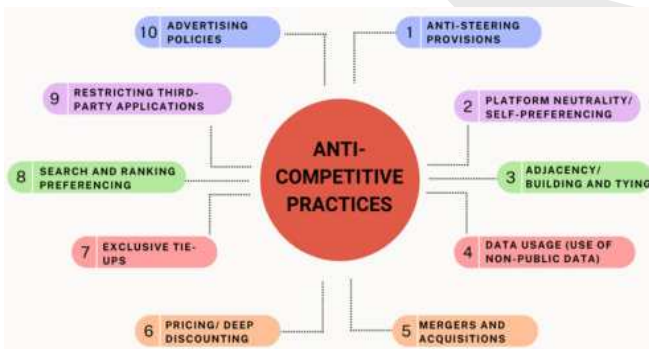 ANTI-
COMPETITIVE
PRACTICES
1 ANTI-STEERING
PROVISIONS
2 PLATFORM NEUTRALITY/
SELF-PREFERENCING
3 ADJACENCY/
BUILDING AND TYING
4 DATA USAGE (USE OF
NON-PUBLIC DATA)
5 MERGERS AND
ACQUISITIONS
6 PRICING/ DEEP
DISCOUNTING
7 EXCLUSIVE TIE-
UPS
8 SEARCH AND RANKING
PREFERENCING
9 RESTRICTING THIRD-
PARTY APPLICATIONS
10 ADVERTISING
POLICIES